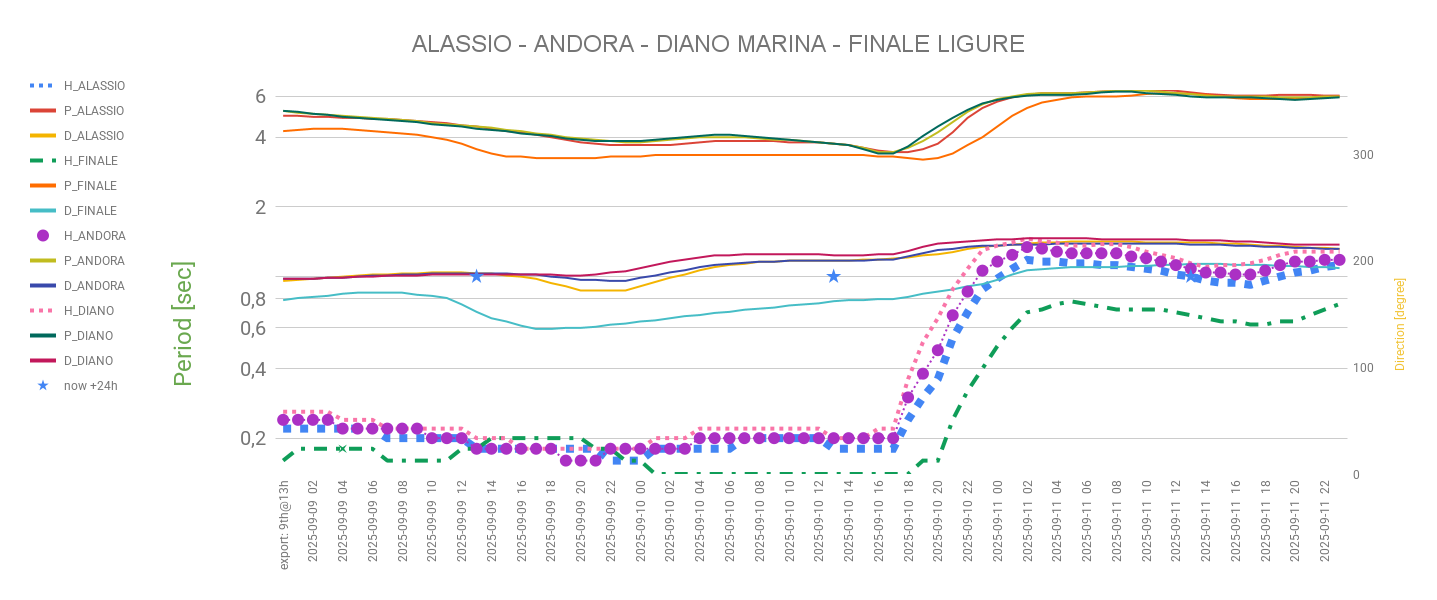 ALASSIO - ANDORA - DIANO MARINA - FINALE LIGURE
H_ALASSIO
P_ALASSIO
D_ALASSIO
H_FINALE
P_FINALE
D_FINALE
H_ANDORA
P_ANDORA
D_ANDORA
H_DIANO
P_DIANO
D_DIANO
now +24h
Period [sec]
6
4
2
0,8
0,6
0,4
0,2
300
200
100
0
Direction [degree]
export: 9th@13h
2025-09-09 02
2025-09-09 04
2025-09-09 06
2025-09-09 08
2025-09-09 10
2025-09-09 12
2025-09-09 14
2025-09-09 16
2025-09-09 18
2025-09-09 20
2025-09-09 22
2025-09-10 00
2025-09-10 02
2025-09-10 04
2025-09-10 06
2025-09-10 08
2025-09-10 10
2025-09-10 12
2025-09-10 14
2025-09-10 16
2025-09-10 18
2025-09-10 20
2025-09-10 22
2025-09-11 00
2025-09-11 02
2025-09-11 04
2025-09-11 06
2025-09-11 08
2025-09-11 10
2025-09-11 12
2025-09-11 14
2025-09-11 16
2025-09-11 18
2025-09-11 20
2025-09-11 22